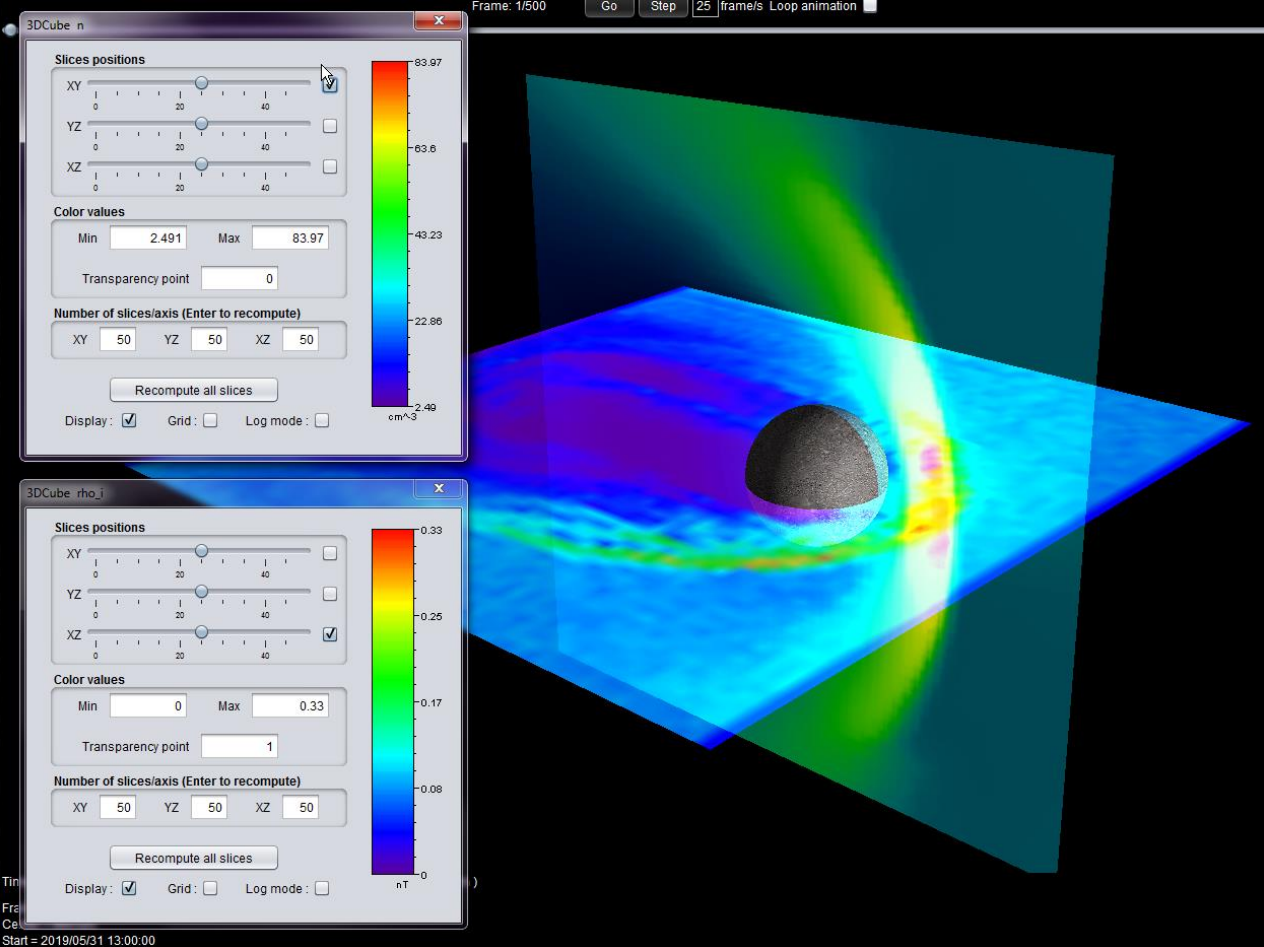 Frame: 1/500 Go Step 25 frame/s Loop animation
3DCube n
Slices positions
XY
0 20 40
YZ
0 20 40
XZ
0 20 40
Color values
Min 2.491 Max 83.97
Transparency point 0
Number of slices/axis (Enter to recompute)
XY 50 YZ 50 XZ 50
Recompute all slices
Display : Grid : Log mode :
83.97
63.6
43.23
22.86
2.49
cm^-3
3DCube rho_i
Slices positions
XY
0 20 40
YZ
0 20 40
XZ
0 20 40
Color values
Min 0 Max 0.33
Transparency point 1
Number of slices/axis (Enter to recompute)
XY 50 YZ 50 XZ 50
Recompute all slices
Display : Grid : Log mode :
0.33
0.25
0.17
0.08
0
nT
)
Start = 2019/05/31 13:00:00